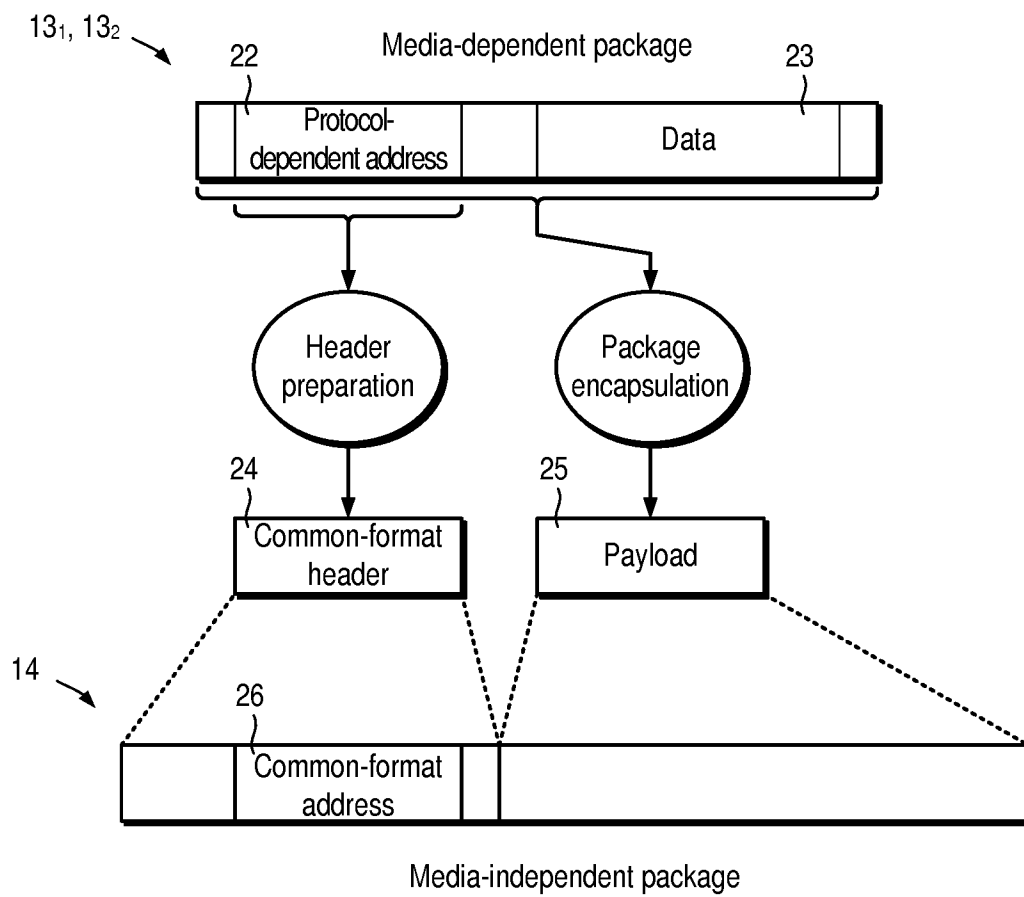 13₁, 13₂
Media-dependent package
22
23
Protocol-
dependent address
Data
Header
preparation
Package
encapsulation
24
25
Common-format
header
Payload
14
26
Common-format
address
Media-independent package